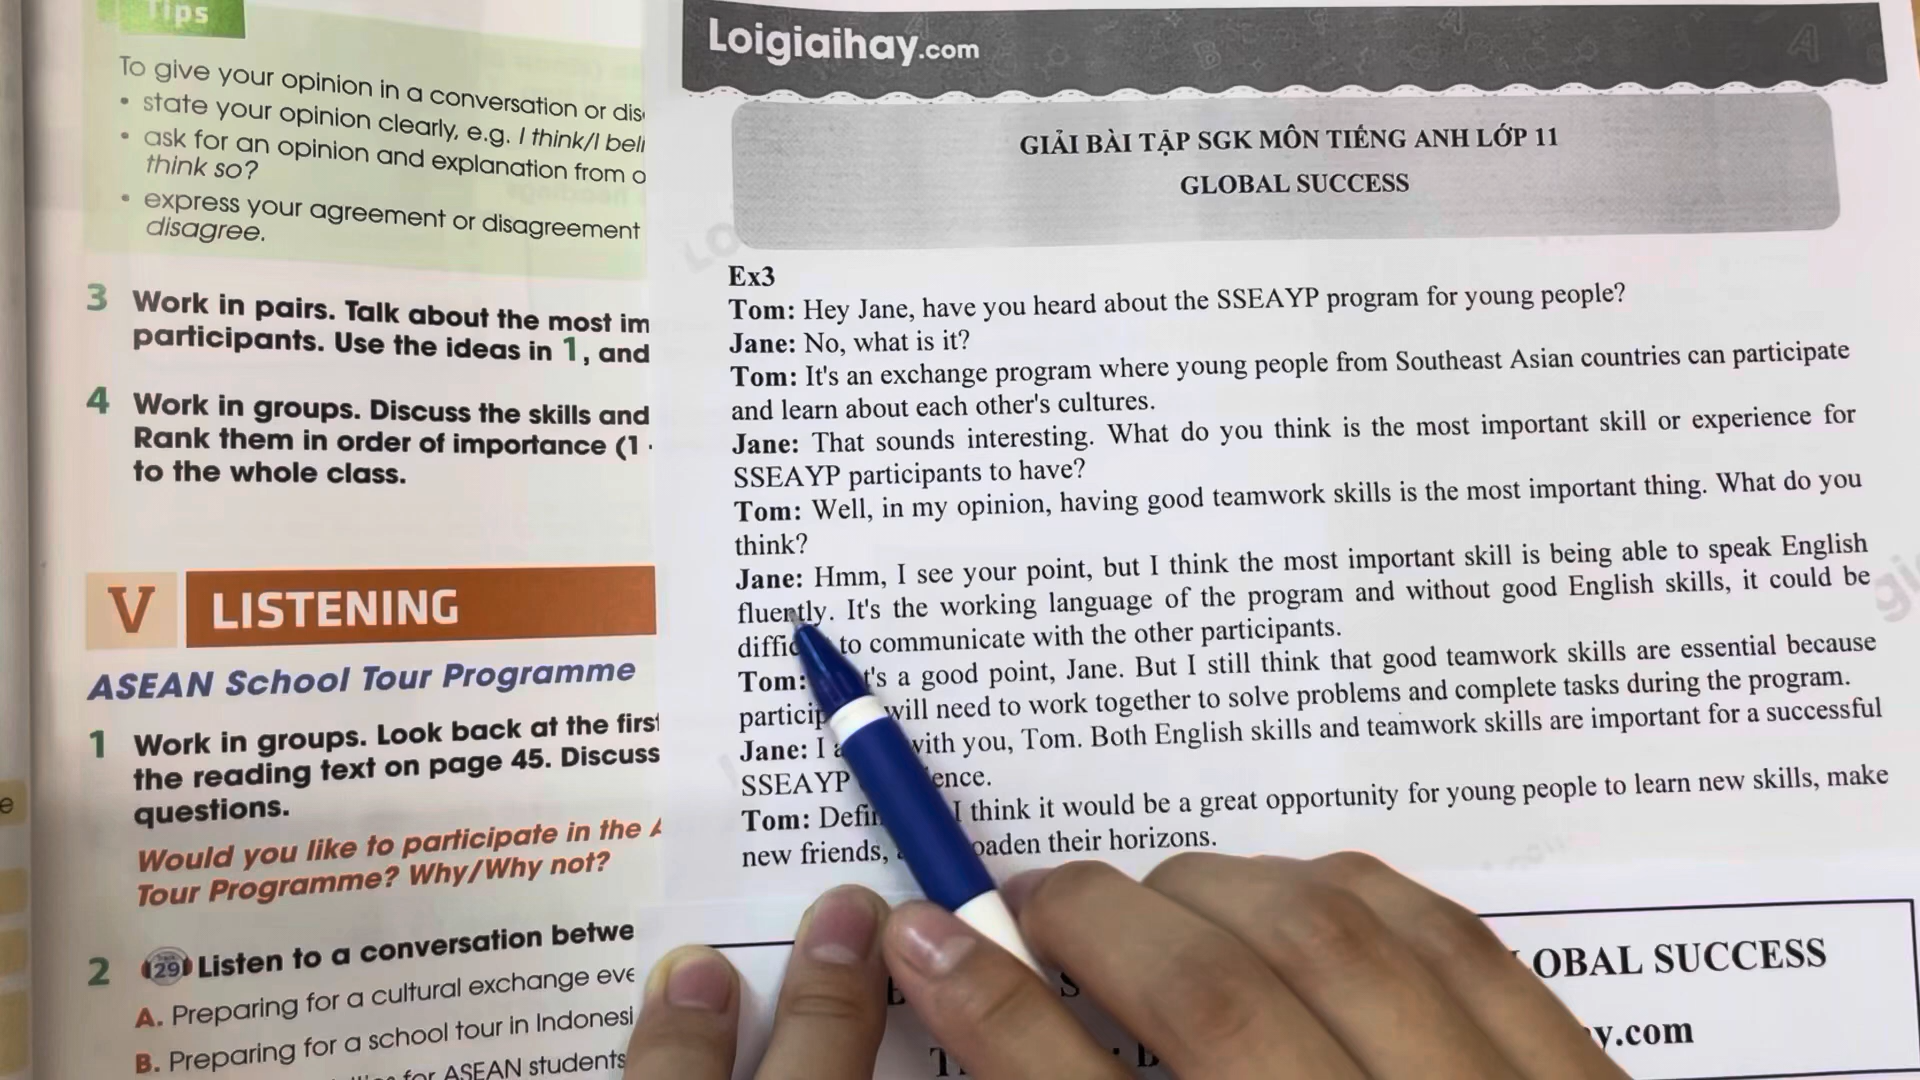 Tips
To give your opinion in a conversation or
• state your opinion clearly, e.g. I think/I
• ask for an opinion and explanation from
think so?
• express your agreement or disagreement
disagree.
3 Work in pairs. Talk about the most
participants. Use the ideas in 1, and
4 Work in groups. Discuss the skills and
Rank them in order of importance (1
to the whole class.
V LISTENING
ASEAN School Tour Programme
1 Work in groups. Look back at the first
the reading text on page 45. Discuss
questions.
Would you like to participate in the
Tour Programme? Why/Why not?
2 29 Listen to a conversation
A. Preparing for a cultural exchange
B. Preparing for a school tour in
for ASEAN students
Loigiaihay.com
GIẢI BÀI TẬP SGK MÔN TIẾNG ANH LỚP 11
GLOBAL SUCCESS
Ex3
Tom: Hey Jane, have you heard about the SSEAYP program for young people?
Jane: No, what is it?
Tom: It's an exchange program where young people from Southeast Asian countries can participate
and learn about each other's cultures.
Jane: That sounds interesting. What do you think is the most important skill or experience for
SSEAYP participants to have?
Tom: Well, in my opinion, having good teamwork skills is the most important thing. What do you
think?
Jane: Hmm, I see your point, but I think the most important skill is being able to speak English
fluently. It's the working language of the program and without good English skills, it could be
to communicate with the other participants.
Tom: a good point, Jane. But I still think that good teamwork skills are essential because
will need to work together to solve problems and complete tasks during the program.
Jane: I with you, Tom. Both English skills and teamwork skills are important for a successful
SSEAYP
Tom: I think it would be a great opportunity for young people to learn new skills, make
new friends, their horizons.
SUCCESS